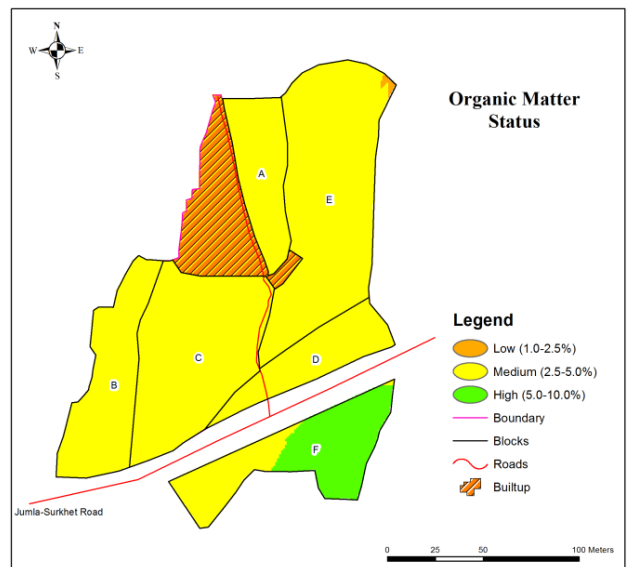 N
W
E
S
Organic Matter
Status
A
E
B
C
D
F
Legend
Low (1.0-2.5%)
Medium (2.5-5.0%)
High (5.0-10.0%)
Boundary
Blocks
Roads
Builtup
Jumla-Surkhet Road
0 25 50 100 Meters